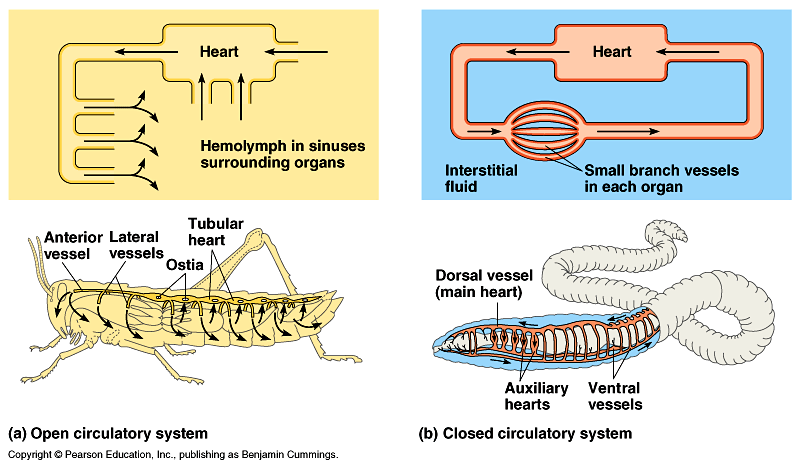 Heart
Hemolymph in sinuses
surrounding organs
Heart
Interstitial
fluid
Small branch vessels
in each organ
Anterior
vessel
Lateral
vessels
Ostia
Tubular
heart
Dorsal vessel
(main heart)
Auxiliary
hearts
Ventral
vessels
(a) Open circulatory system
(b) Closed circulatory system
Copyright © Pearson Education, Inc., publishing as Benjamin Cummings.